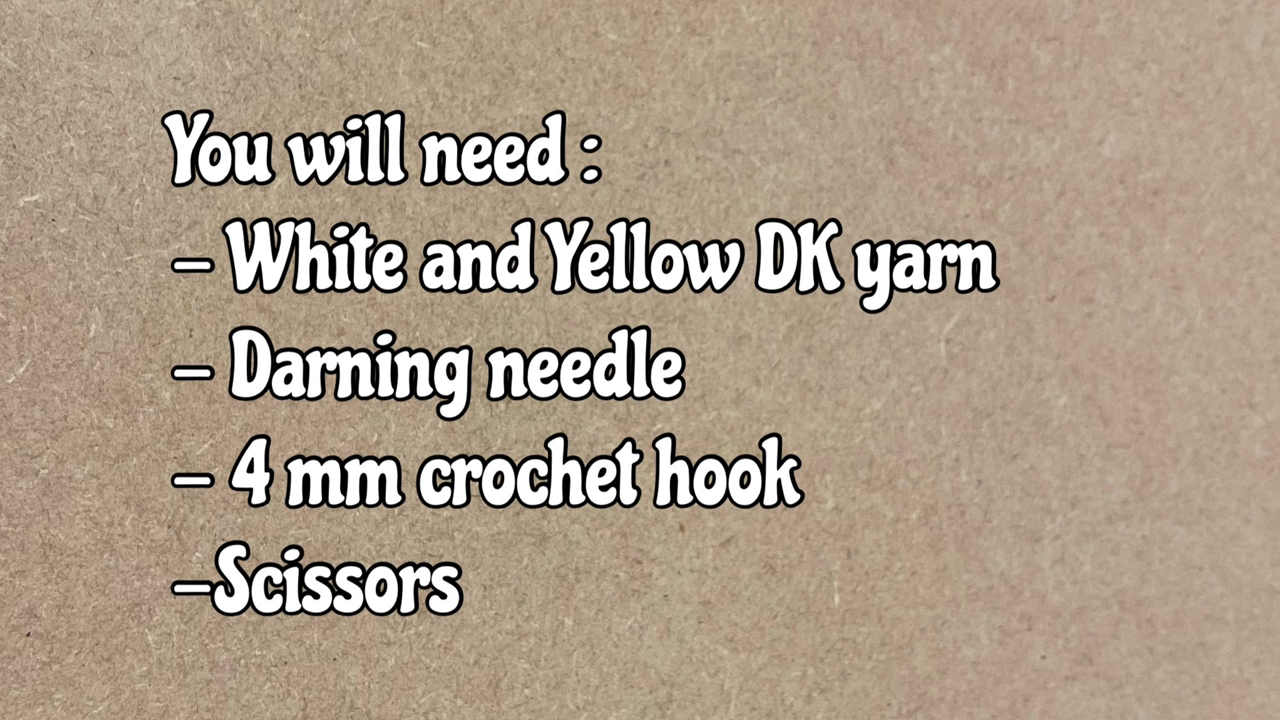 You will need :
- White and Yellow DK yarn
- Darning needle
- 4 mm crochet hook
-Scissors